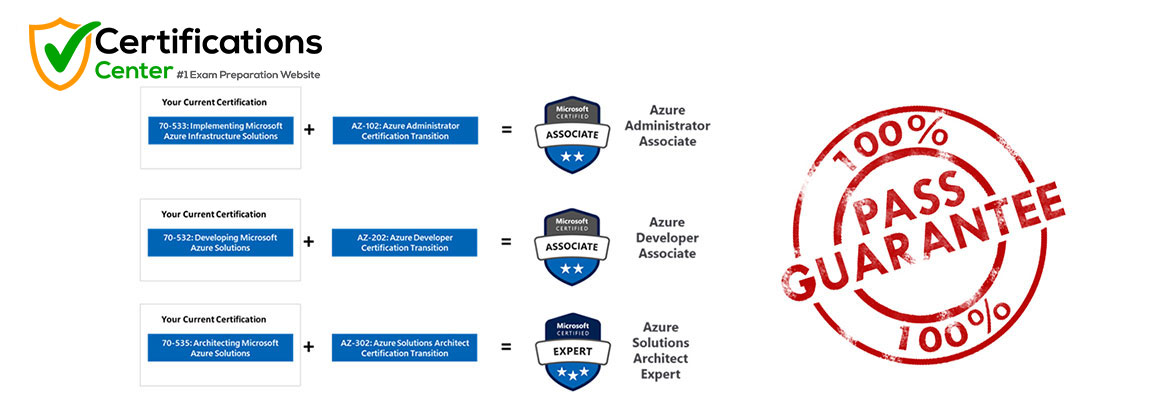 Certifications
Center #1 Exam Preparation Website
Your Current Certification
70-533: Implementing Microsoft
Azure Infrastructure Solutions
+
AZ-102: Azure Administrator
Certification Transition
=
Microsoft
CERTIFIED
ASSOCIATE
Azure
Administrator
Associate
Your Current Certification
70-532: Developing Microsoft
Azure Solutions
+
AZ-202: Azure Developer
Certification Transition
=
Microsoft
CERTIFIED
ASSOCIATE
Azure
Developer
Associate
Your Current Certification
70-535: Architecting Microsoft
Azure Solutions
+
AZ-302: Azure Solutions Architect
Certification Transition
=
Microsoft
CERTIFIED
EXPERT
Azure
Solutions
Architect
Expert
100%
PASS
GUARANTEE
100%